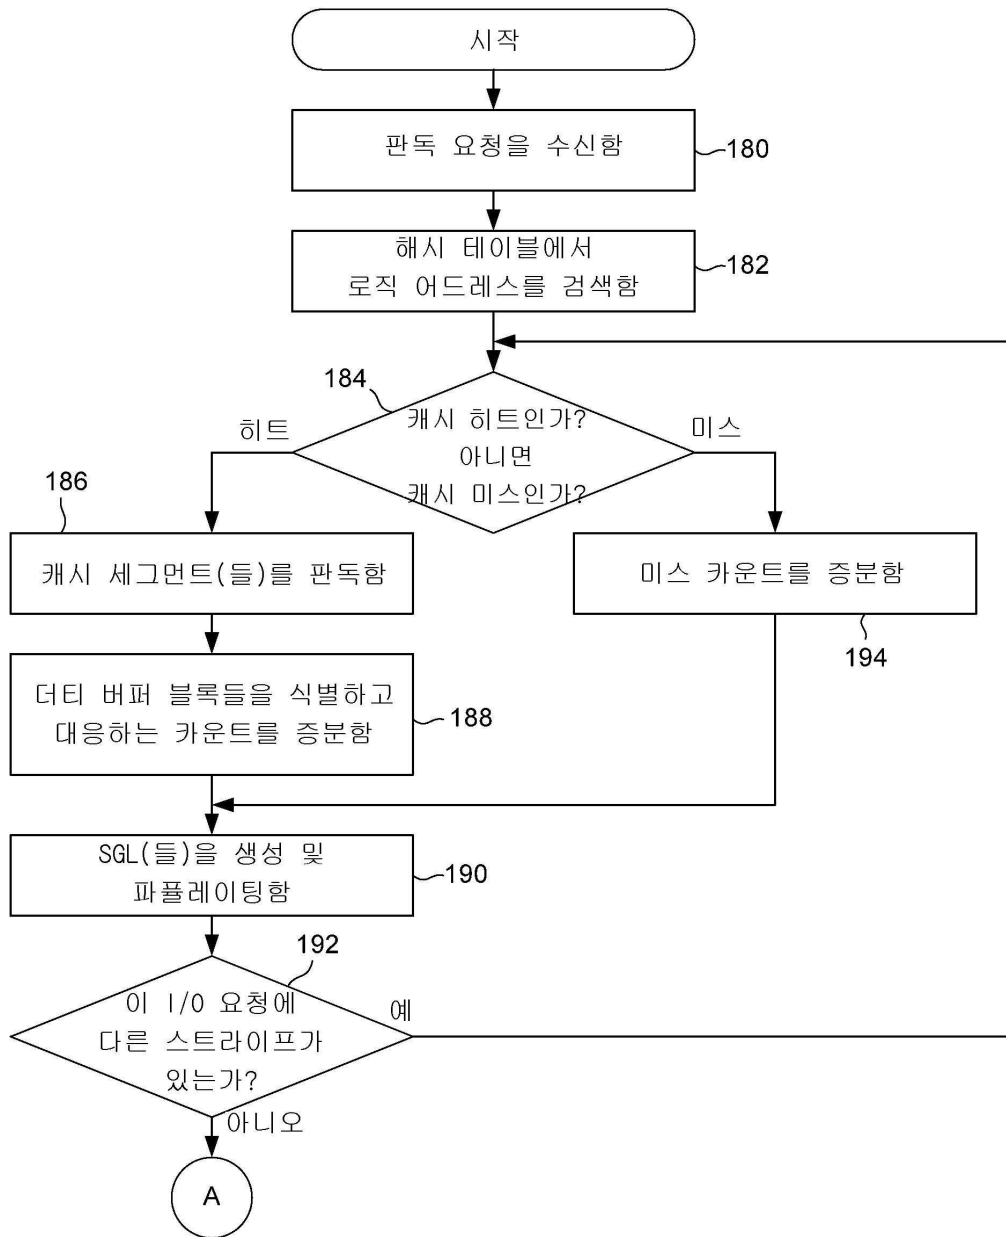 시작
판독 요청을 수신함
180
해시 테이블에서
로직 어드레스를 검색함
182
184
캐시 히트인가?
아니면
캐시 미스인가?
히트
미스
186
캐시 세그먼트(들)를 판독함
미스 카운트를 증분함
194
더티 버퍼 블록들을 식별하고
대응하는 카운트를 증분함
188
SGL(들)을 생성 및
파퓰레이팅함
190
192
이 I/O 요청에
다른 스트라이프가
있는가?
예
아니오
A